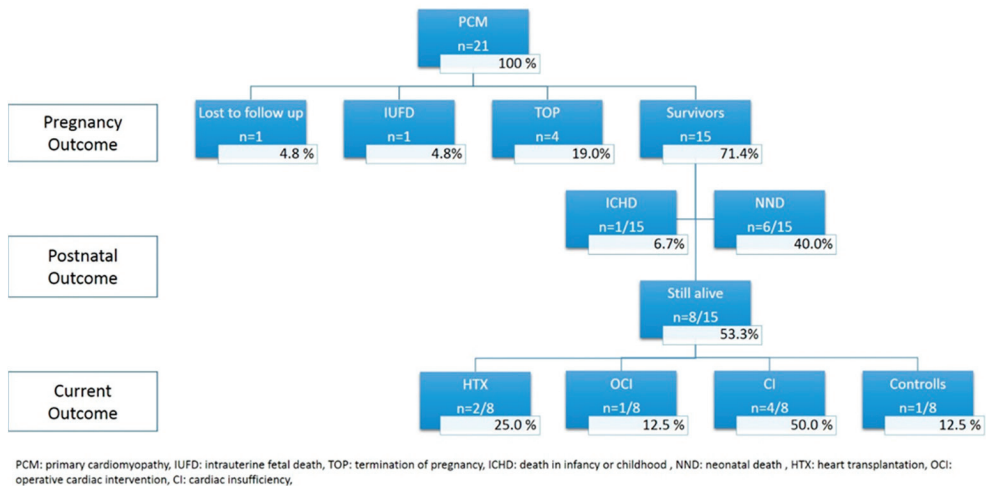 PCM
n=21
100 %
Pregnancy
Outcome
Lost to follow up
n=1
4.8 %
IUFD
n=1
4.8%
TOP
n=4
19.0%
Survivors
n=15
71.4%
ICHD
n=1/15
6.7%
NND
n=6/15
40.0%
Postnatal
Outcome
Still alive
n=8/15
53.3%
Current
Outcome
HTX
n=2/8
25.0 %
OCI
n=1/8
12.5 %
CI
n=4/8
50.0 %
Controlls
n=1/8
12.5 %
PCM: primary cardiomyopathy, IUFD: intrauterine fetal death, TOP: termination of pregnancy, ICHD: death in infancy or childhood , NND: neonatal death , HTX: heart transplantation, OCI:
operative cardiac intervention, CI: cardiac insufficiency,